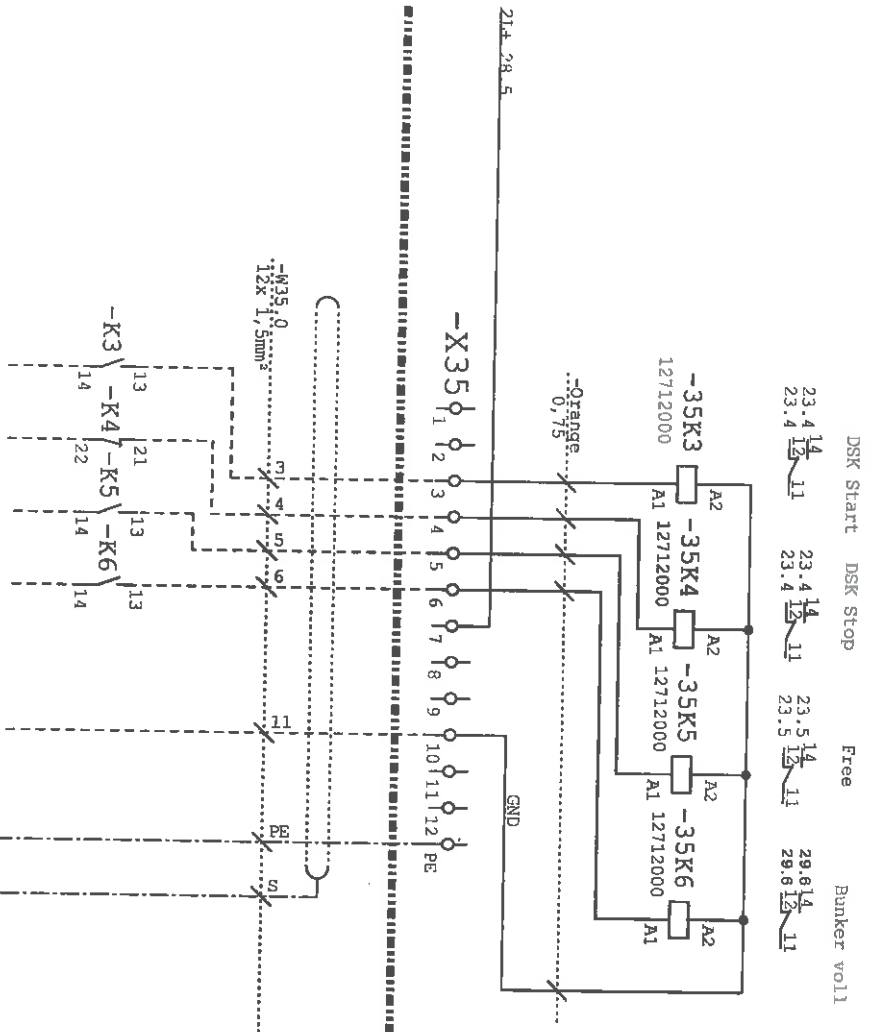 DSK Start
DSK Stop
Free
Bunker voll
23.4 14
23.4 12 11
23.4 14
23.4 12 11
23.5 14
23.5 12 11
29.6 14
29.6 12 11
-35K3
12712000
A1
A2
-35K4
12712000
A1
A2
-35K5
12712000
A1
A2
-35K6
12712000
A1
A2
-Orange
0,75
2L+ 28.5
GND
-X35
1
2
3
4
5
6
7
8
9
10
11
12
PE
-W35.0
12x 1,5mm²
3
4
5
6
11
PE
S
-K3
13
14
-K4
21
22
-K5
13
14
-K6
13
14